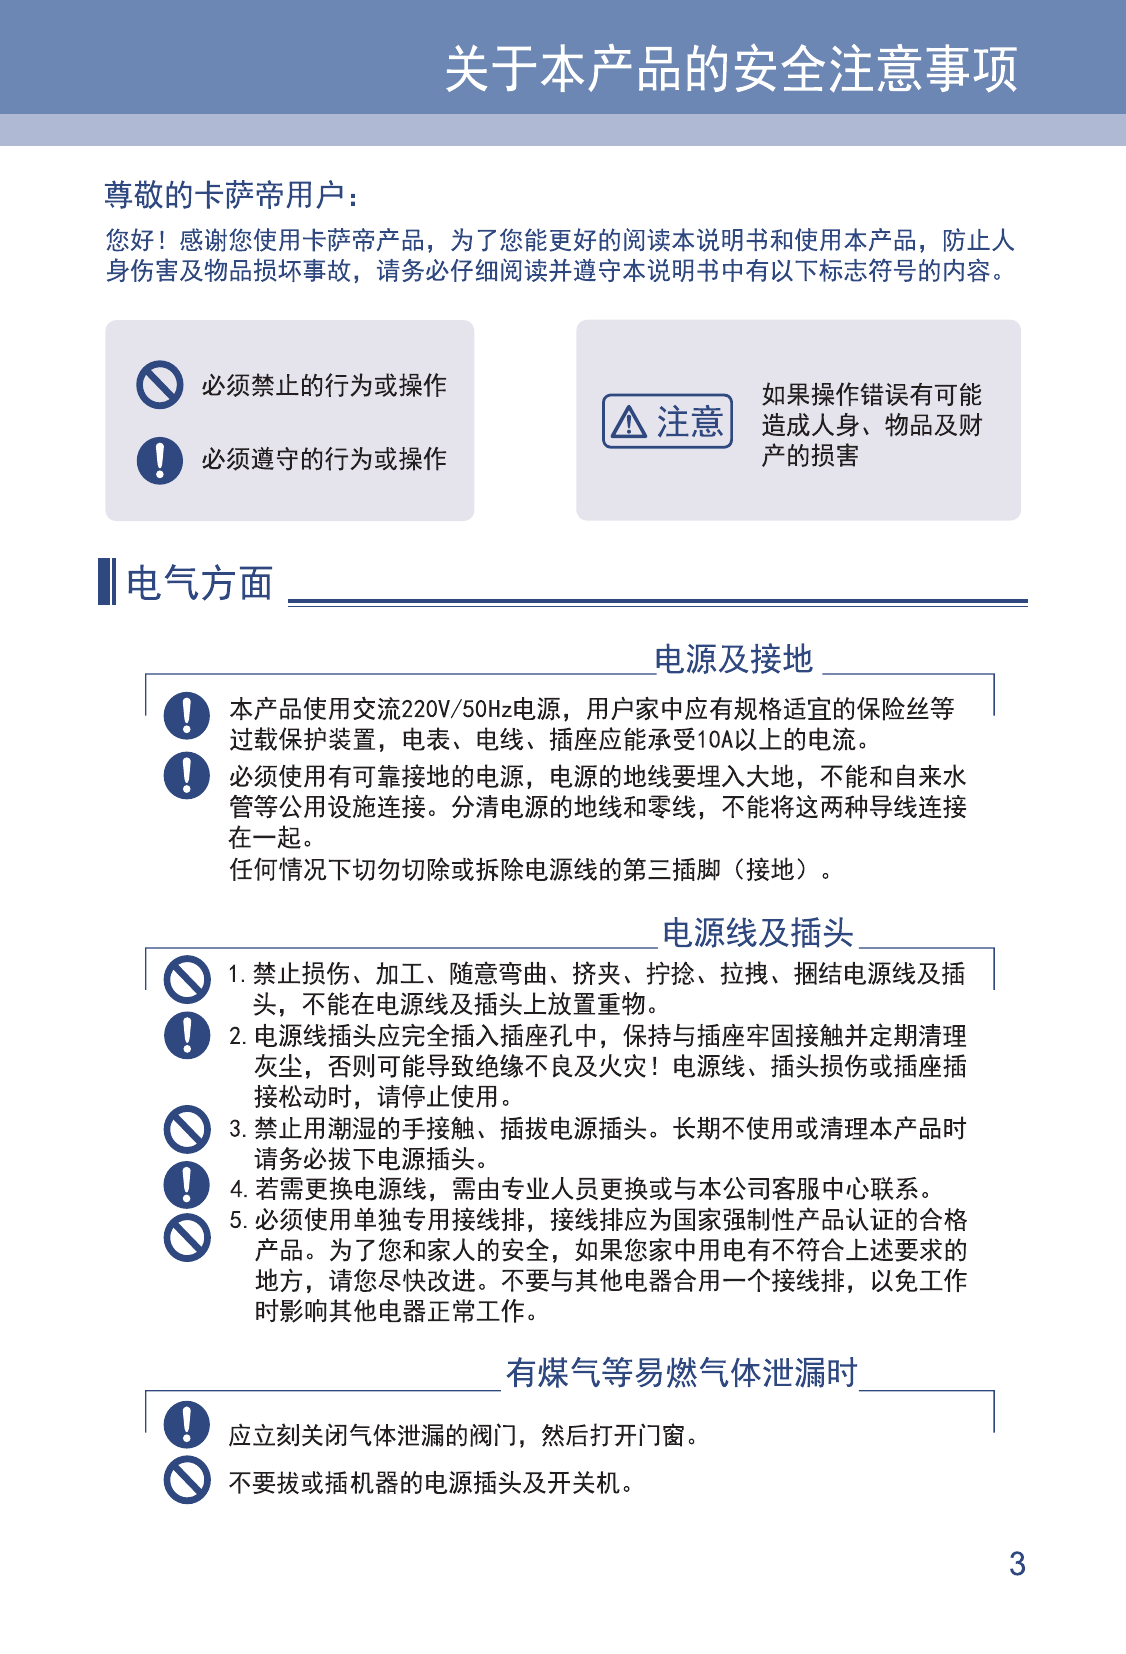 关于本产品的安全注意事项
尊敬的卡萨帝用户：
您好！感谢您使用卡萨帝产品，为了您能更好的阅读本说明书和使用本产品，防止人
身伤害及物品损坏事故，请务必仔细阅读并遵守本说明书中有以下标志符号的内容。
必须禁止的行为或操作
必须遵守的行为或操作
注意
如果操作错误有可能
造成人身、物品及财
产的损害
电气方面
电源及接地
本产品使用交流220V/50Hz电源，用户家中应有规格适宜的保险丝等
过载保护装置，电表、电线、插座应能承受10A以上的电流。
必须使用有可靠接地的电源，电源的地线要埋入大地，不能和自来水
管等公用设施连接。分清电源的地线和零线，不能将这两种导线连接
在一起。
任何情况下切勿切除或拆除电源线的第三插脚（接地）。
电源线及插头
1.禁止损伤、加工、随意弯曲、挤夹、拧捻、拉拽、捆结电源线及插
头，不能在电源线及插头上放置重物。
2.电源线插头应完全插入插座孔中，保持与插座牢固接触并定期清理
灰尘，否则可能导致绝缘不良及火灾！电源线、插头损伤或插座插
接松动时，请停止使用。
3.禁止用潮湿的手接触、插拔电源插头。长期不使用或清理本产品时
请务必拔下电源插头。
4.若需更换电源线，需由专业人员更换或与本公司客服中心联系。
5.必须使用单独专用接线排，接线排应为国家强制性产品认证的合格
产品。为了您和家人的安全，如果您家中用电有不符合上述要求的
地方，请您尽快改进。不要与其他电器合用一个接线排，以免工作
时影响其他电器正常工作。
有煤气等易燃气体泄漏时
应立刻关闭气体泄漏的阀门，然后打开门窗。
不要拔或插机器的电源插头及开关机。
3